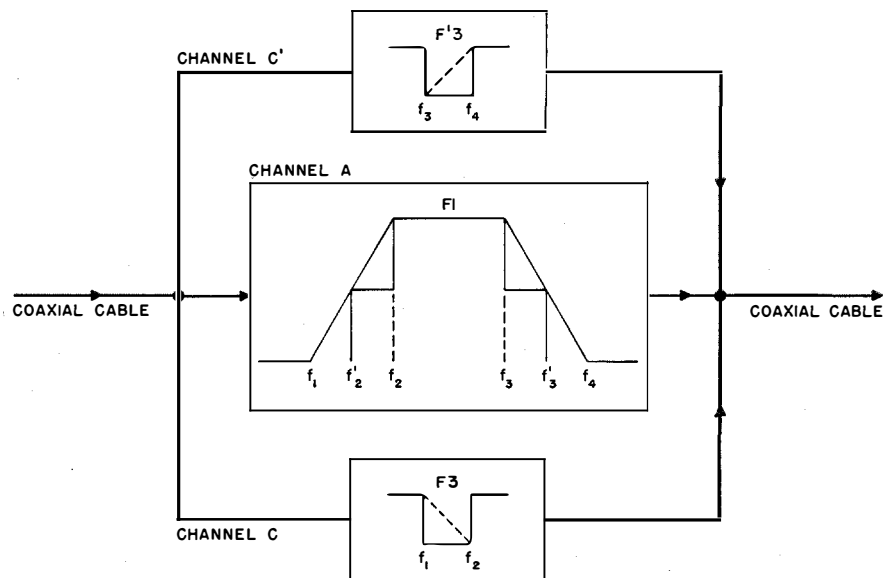 CHANNEL C'
F'3
f₃ f₄
CHANNEL A
F1
COAXIAL CABLE
COAXIAL CABLE
f₁ f'₂ f₂ f₃ f'₃ f₄
F3
CHANNEL C
f₁ f₂